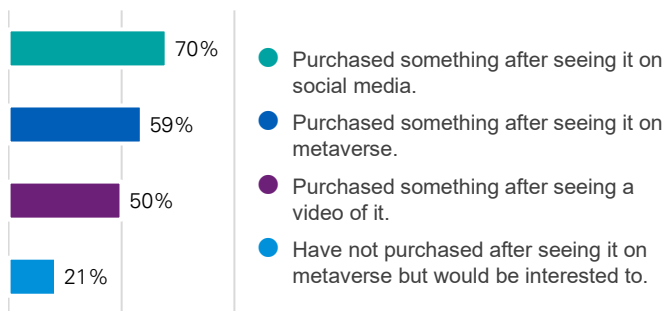 70%
59%
50%
21%
Purchased something after seeing it on
social media.
Purchased something after seeing it on
metaverse.
Purchased something after seeing a
video of it.
Have not purchased after seeing it on
metaverse but would be interested to.